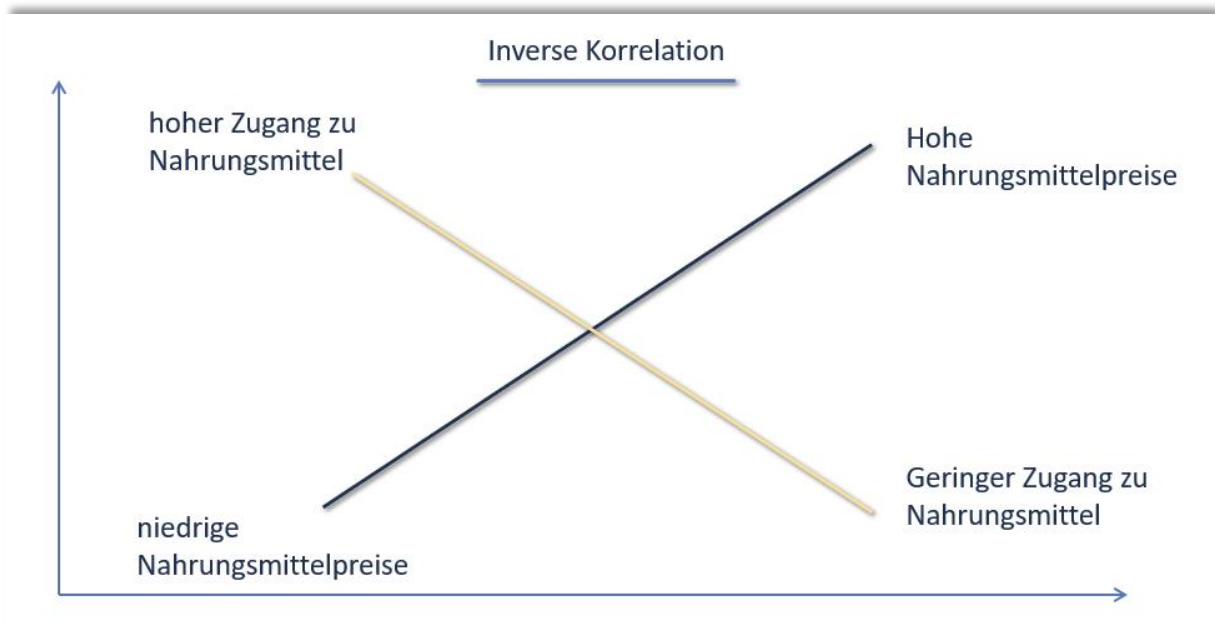 Inverse Korrelation
hoher Zugang zu
Nahrungsmittel
Hohe
Nahrungsmittelpreise
Geringer Zugang zu
Nahrungsmittel
niedrige
Nahrungsmittelpreise